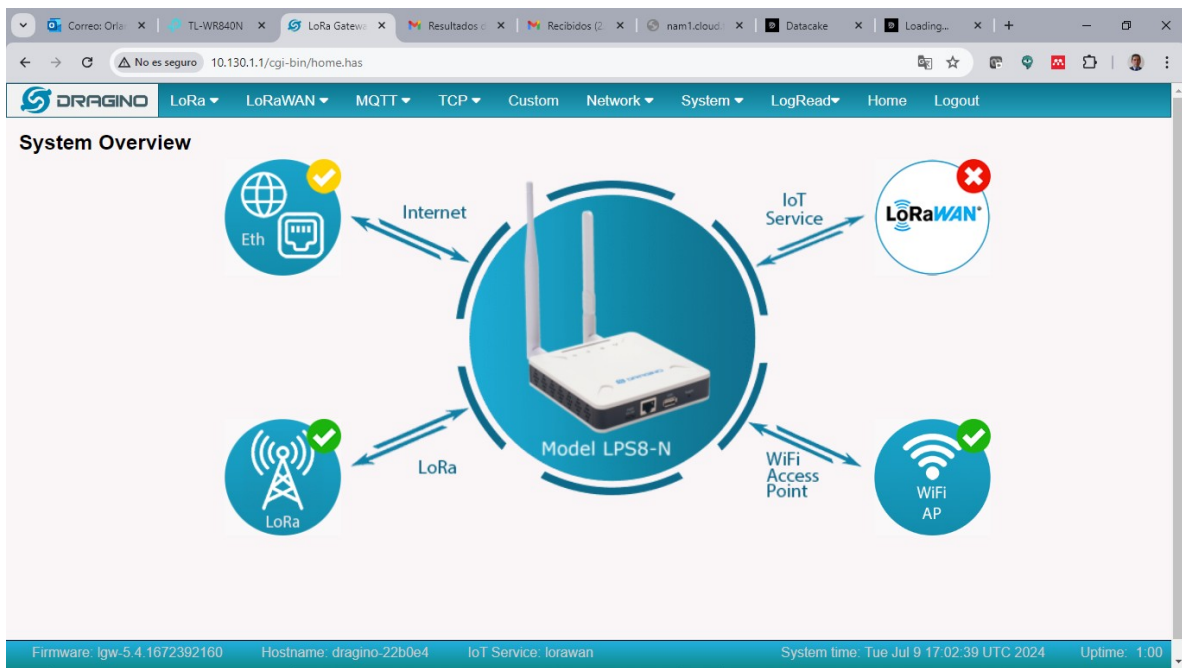 Correo: Orla
TL-WR840N
LoRa Gatewa
Resultados o
Recibidos (2
nam1.cloud.
Datacake
Loading...
No es seguro 10.130.1.1/cgi-bin/home.has
DRAGINO LoRa LoRaWAN MQTT TCP Custom Network System LogRead Home Logout
System Overview
Eth
Internet
IoT
Service
LoRaWAN
Model LPS8-N
LoRa
LoRa
WiFi
Access
Point
WiFi
AP
Firmware: lgw-5.4.1672392160 Hostname: dragino-22b0e4 IoT Service: lorawan System time: Tue Jul 9 17:02:39 UTC 2024 Uptime: 1:00